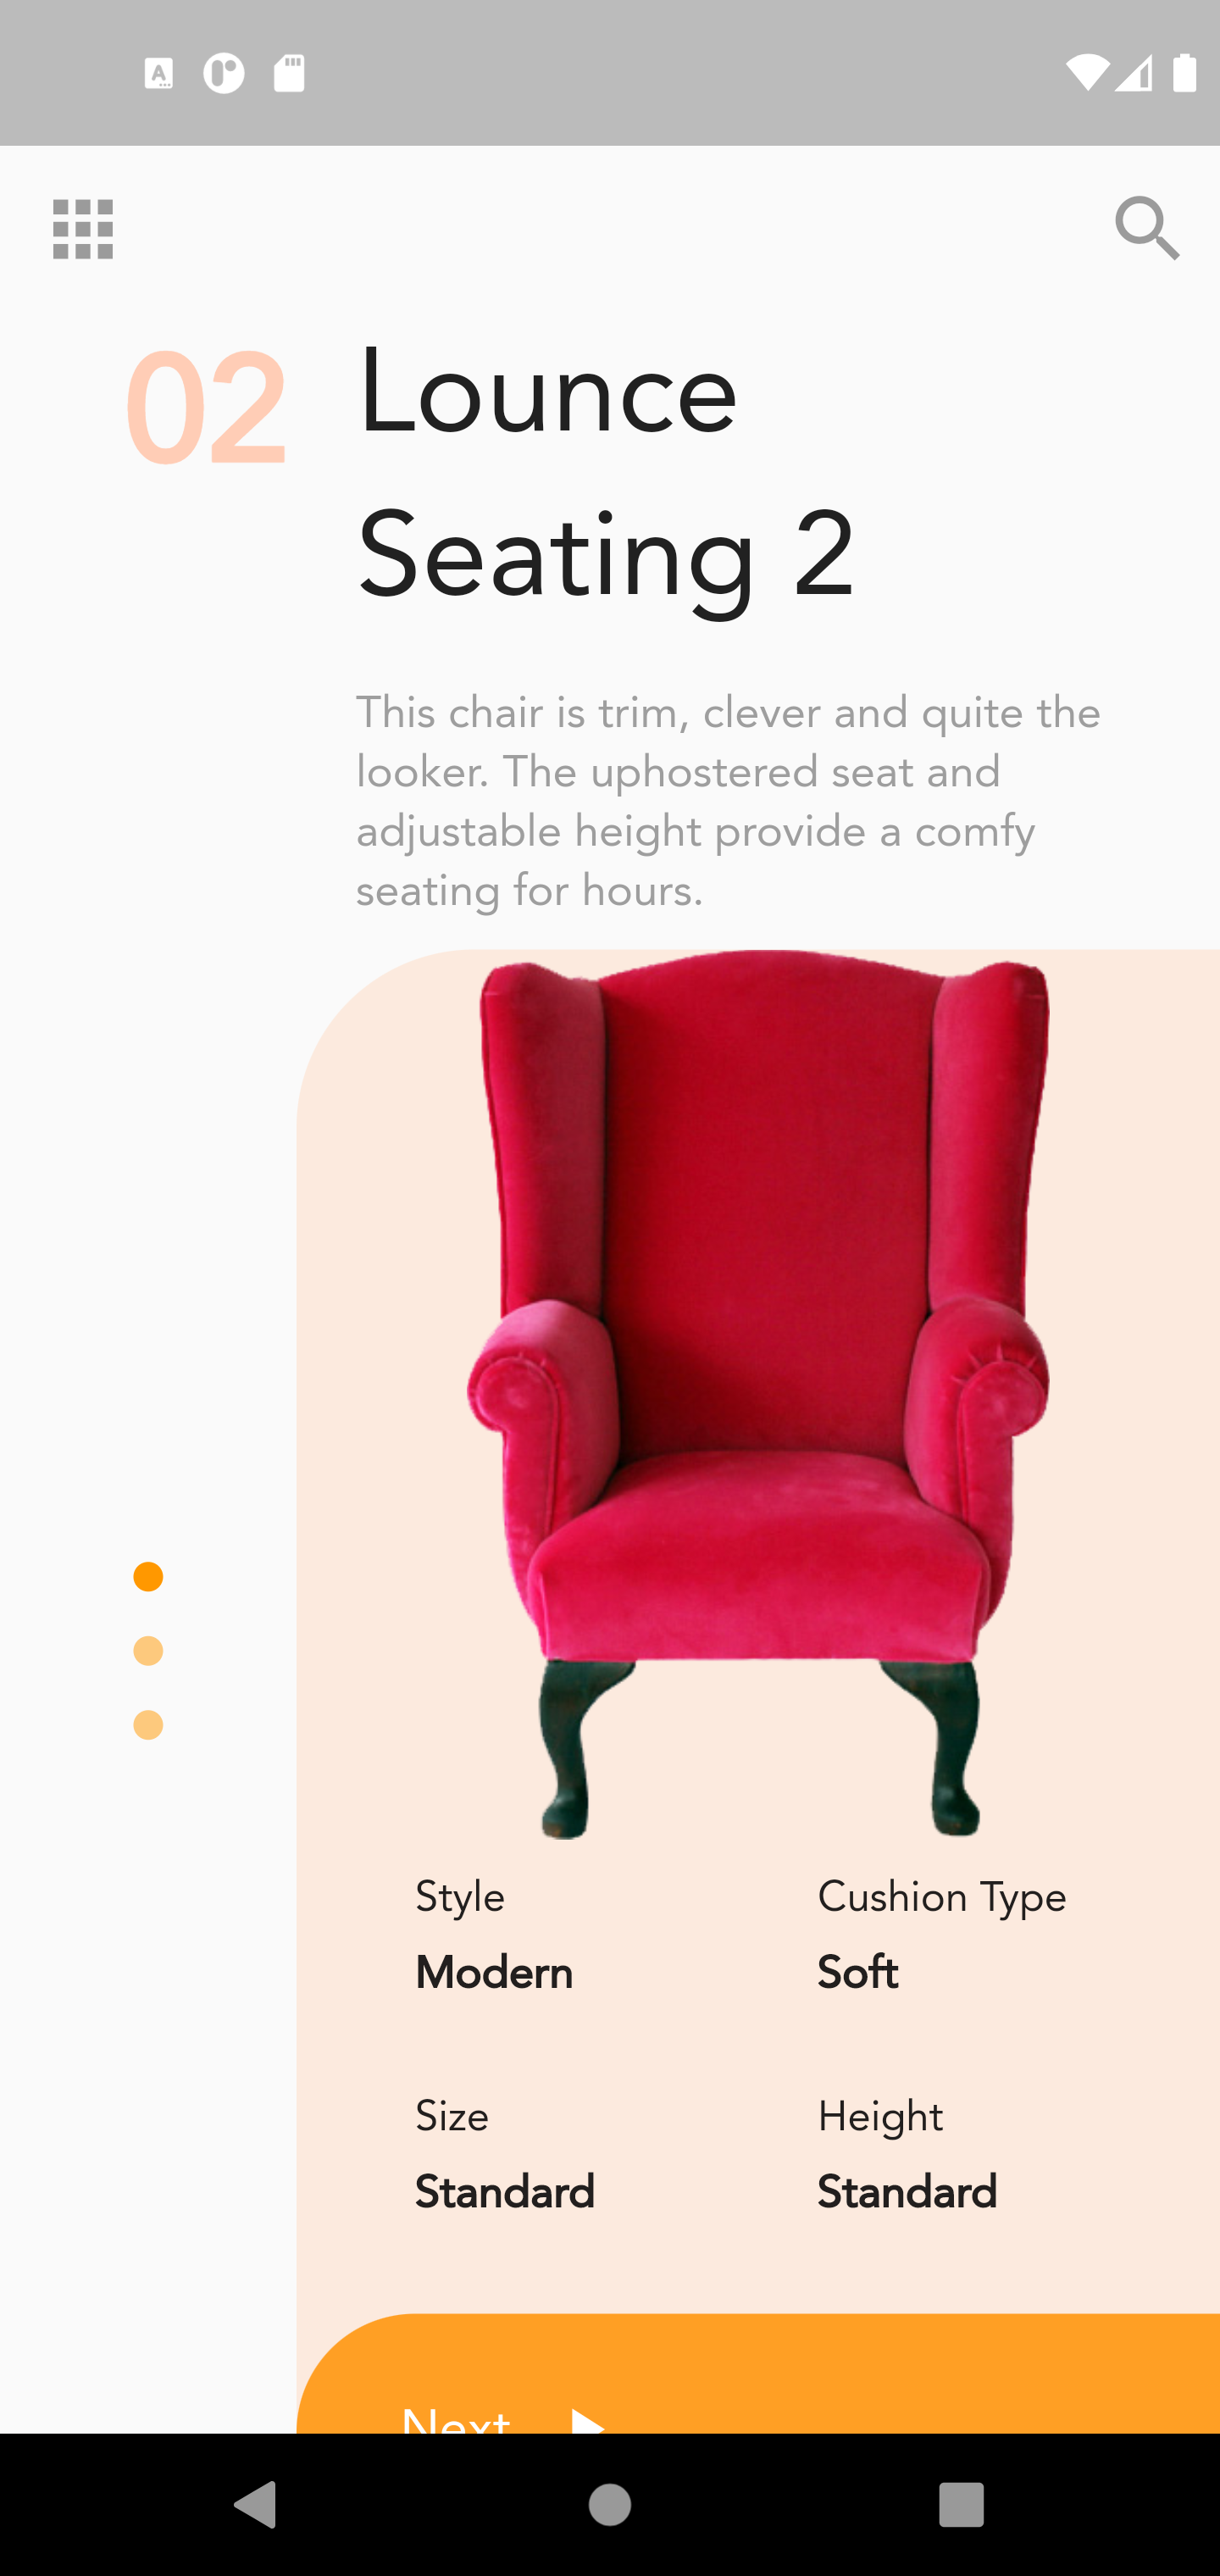 02
Lounce
Seating 2
This chair is trim, clever and quite the
looker. The uphostered seat and
adjustable height provide a comfy
seating for hours.
Style
Cushion Type
Modern
Soft
Size
Height
Standard
Standard
Next